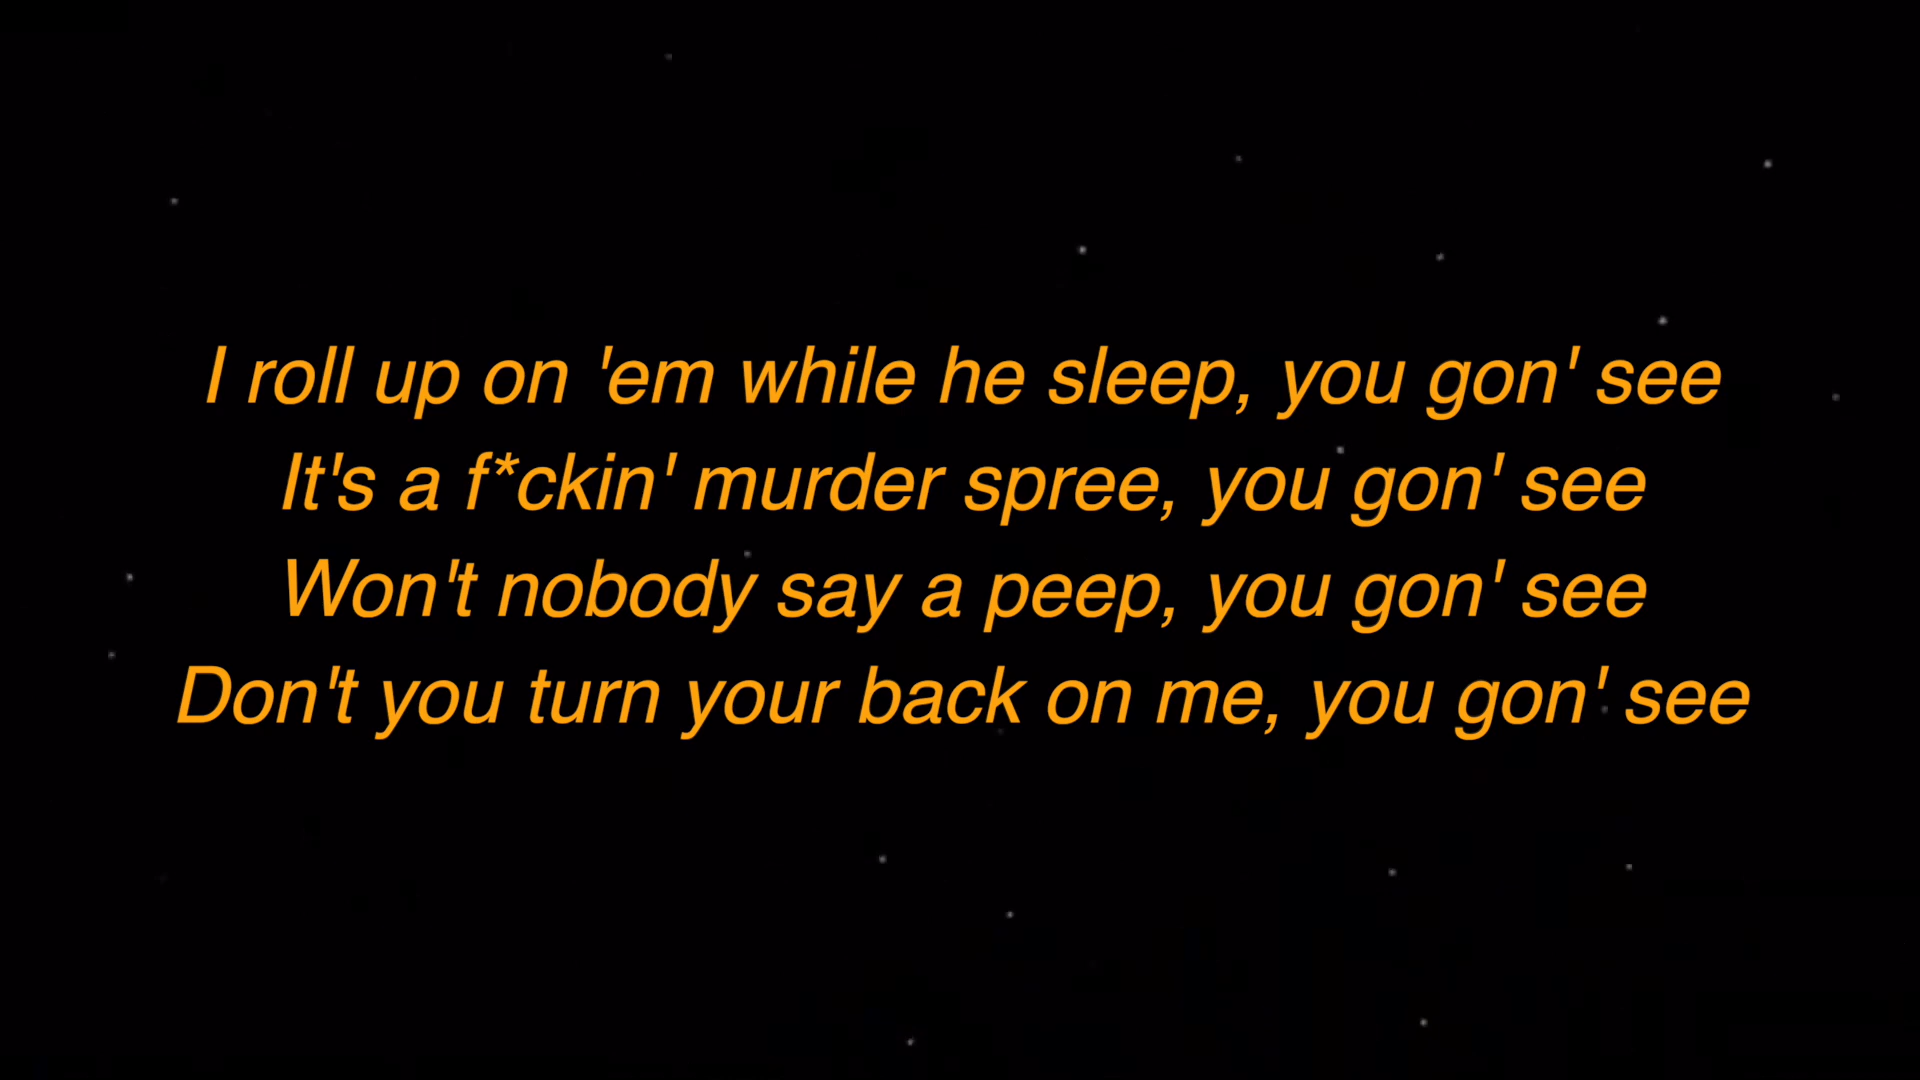 I roll up on 'em while he sleep, you gon' see
It's a f*ckin' murder spree, you gon' see
Won't nobody say a peep, you gon' see
Don't you turn your back on me, you gon' see